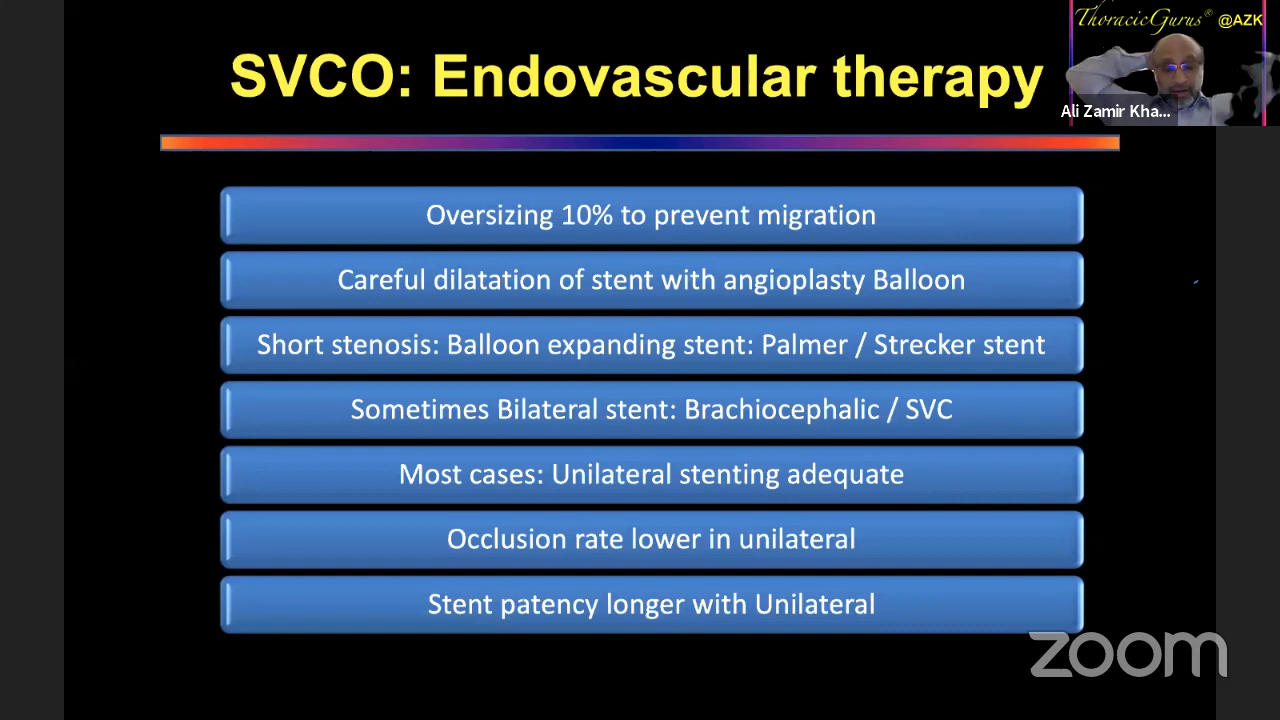 ThoracicGurus® @AZK
SVCO: Endovascular therapy
Ali Zamir Kha...
Oversizing 10% to prevent migration
Careful dilatation of stent with angioplasty Balloon
Short stenosis: Balloon expanding stent: Palmer / Strecker stent
Sometimes Bilateral stent: Brachiocephalic / SVC
Most cases: Unilateral stenting adequate
Occlusion rate lower in unilateral
Stent patency longer with Unilateral
zoom